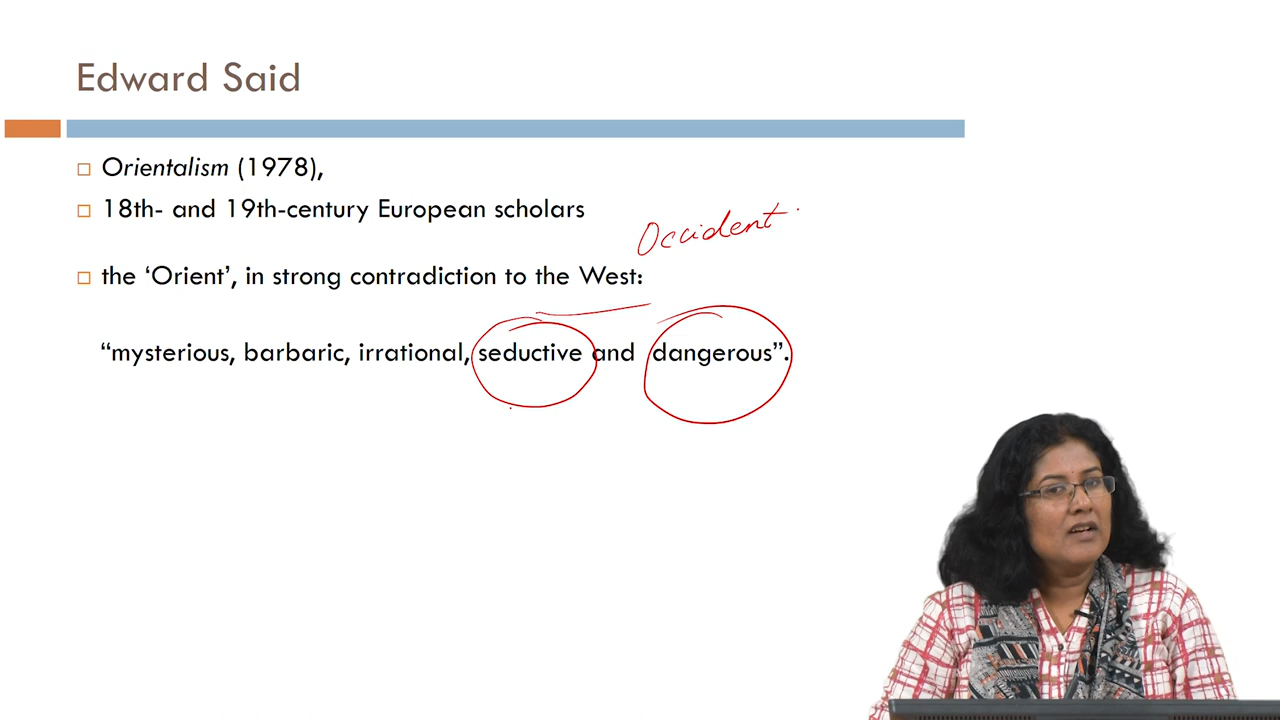 Edward Said
Orientalism (1978),
18th- and 19th-century European scholars
Occident
the ‘Orient’, in strong contradiction to the West:
“mysterious, barbaric, irrational, seductive and dangerous”.